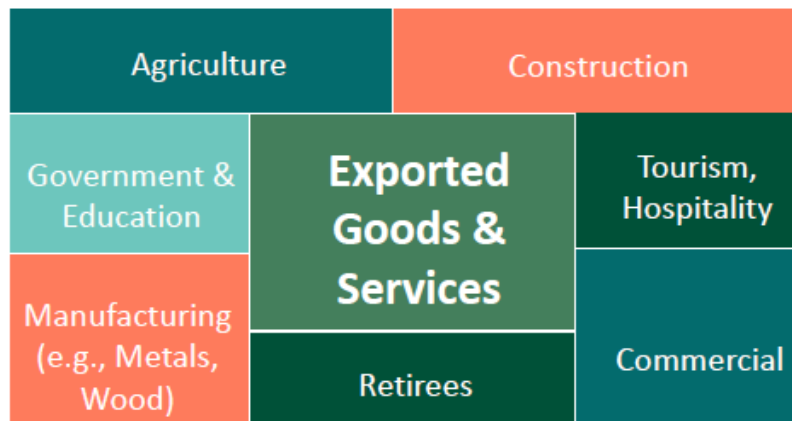 Agriculture
Construction
Government &
Education
Exported
Goods &
Services
Tourism,
Hospitality
Manufacturing
(e.g., Metals,
Wood)
Retirees
Commercial